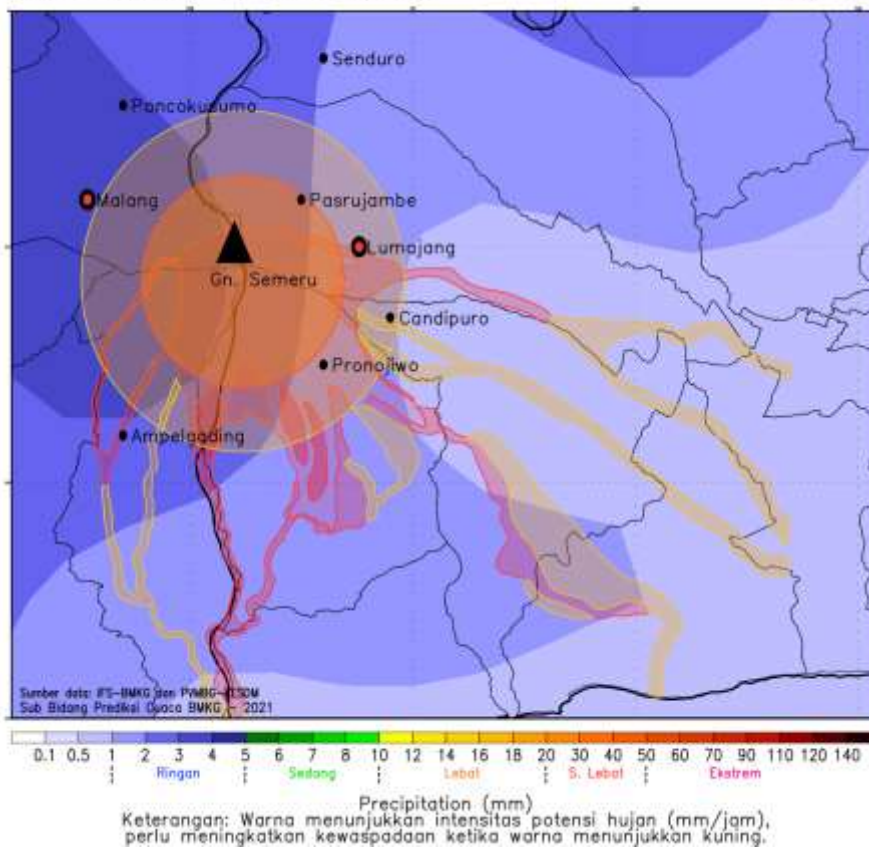 Senduro
Poncokusumo
Malang
Pasrujambe
Lumajang
Gn. Semeru
Candipuro
Pronojiwo
Ampelgading
Sumber data: IFS-BMKG dan PVMBG-ESDM
Sub Bidang Prediksi Cuaca BMKG - 2021
0.1 0.5 1 2 3 4 5 6 7 8 10 12 14 16 18 20 30 40 50 60 70 90 110 120 140
Ringan Sedang Lebat S. Lebat Ekstrem
Precipitation (mm)
Keterangan: Warna menunjukkan intensitas potensi hujan (mm/jam),
perlu meningkatkan kewaspadaan ketika warna menunjukkan kuning.